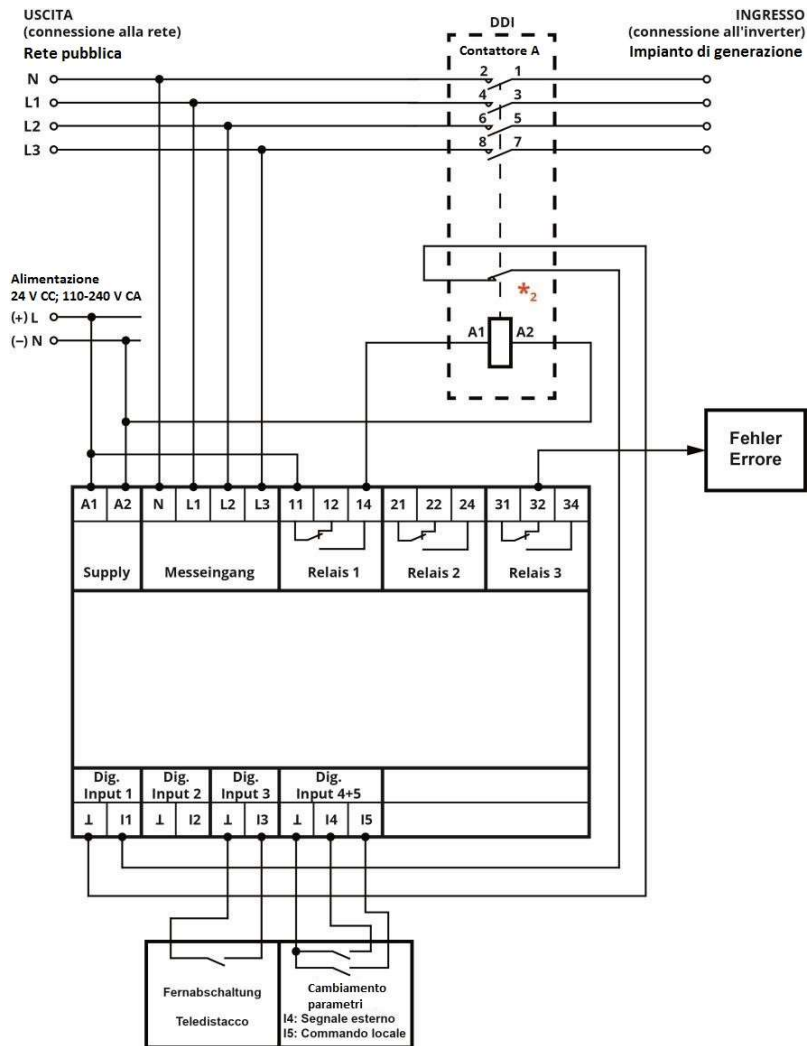 USCITA
(connessione alla rete)
Rete pubblica
DDI
Contattore A
INGRESSO
(connessione all'inverter)
Impianto di generazione
N
2 1
L1
4 3
L2
6 5
L3
8 7
Alimentazione
24 V CC; 110-240 V CA
(+) L
(−) N
*2
A1 A2
Fehler
Errore
A1 A2 N L1 L2 L3 11 12 14 21 22 24 31 32 34
Supply Messeingang Relais 1 Relais 2 Relais 3
Dig.
Input 1
Dig.
Input 2
Dig.
Input 3
Dig.
Input 4+5
⊥ I1 ⊥ I2 ⊥ I3 ⊥ I4 I5
Fernabschaltung
Teledistacco
Cambiamento
parametri
I4: Segnale esterno
I5: Commando locale